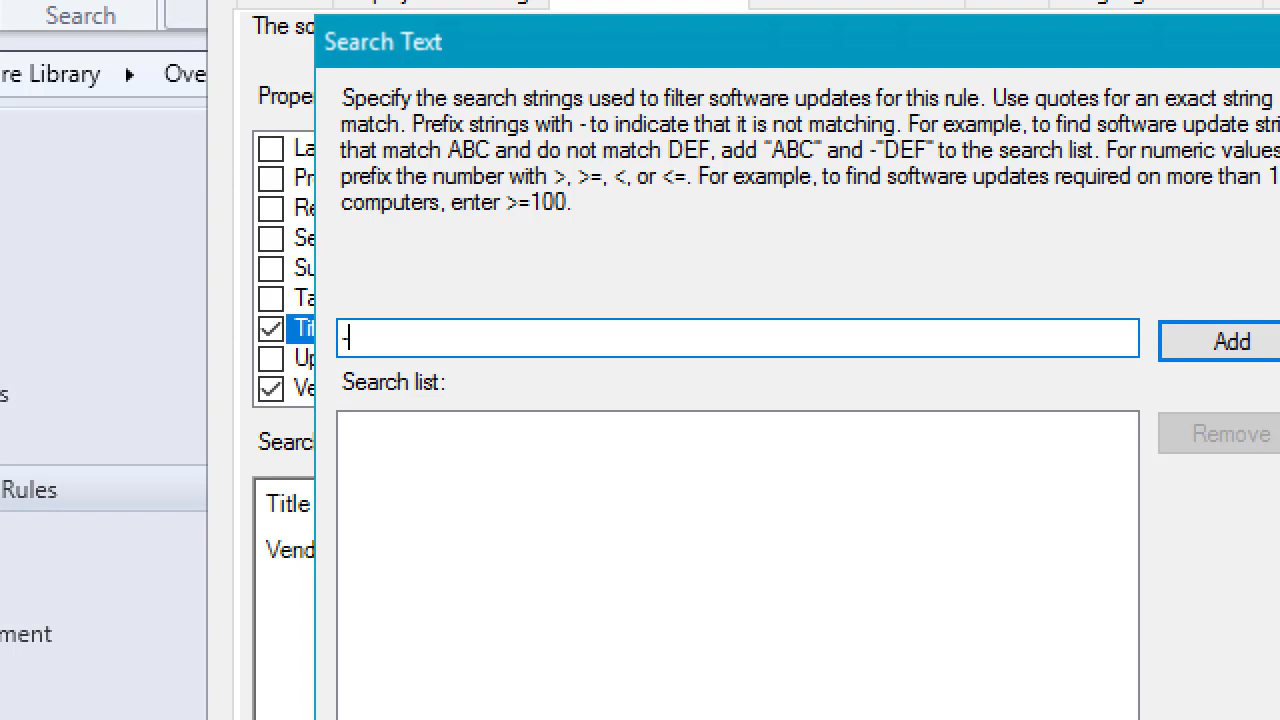 Search
re Library
Ove
The so
Search Text
Specify the search strings used to filter software updates for this rule. Use quotes for an exact string
match. Prefix strings with - to indicate that it is not matching. For example, to find software update stri
that match ABC and do not match DEF, add "ABC" and -"DEF" to the search list. For numeric values
prefix the number with >, >=, <, or <=. For example, to find software updates required on more than 1
computers, enter >=100.
Prope
La
Pr
Re
Se
Su
Ta
Tit
Up
Ve
-
Add
Search list:
Remove
s
Searc
Rules
Title
Vend
ment